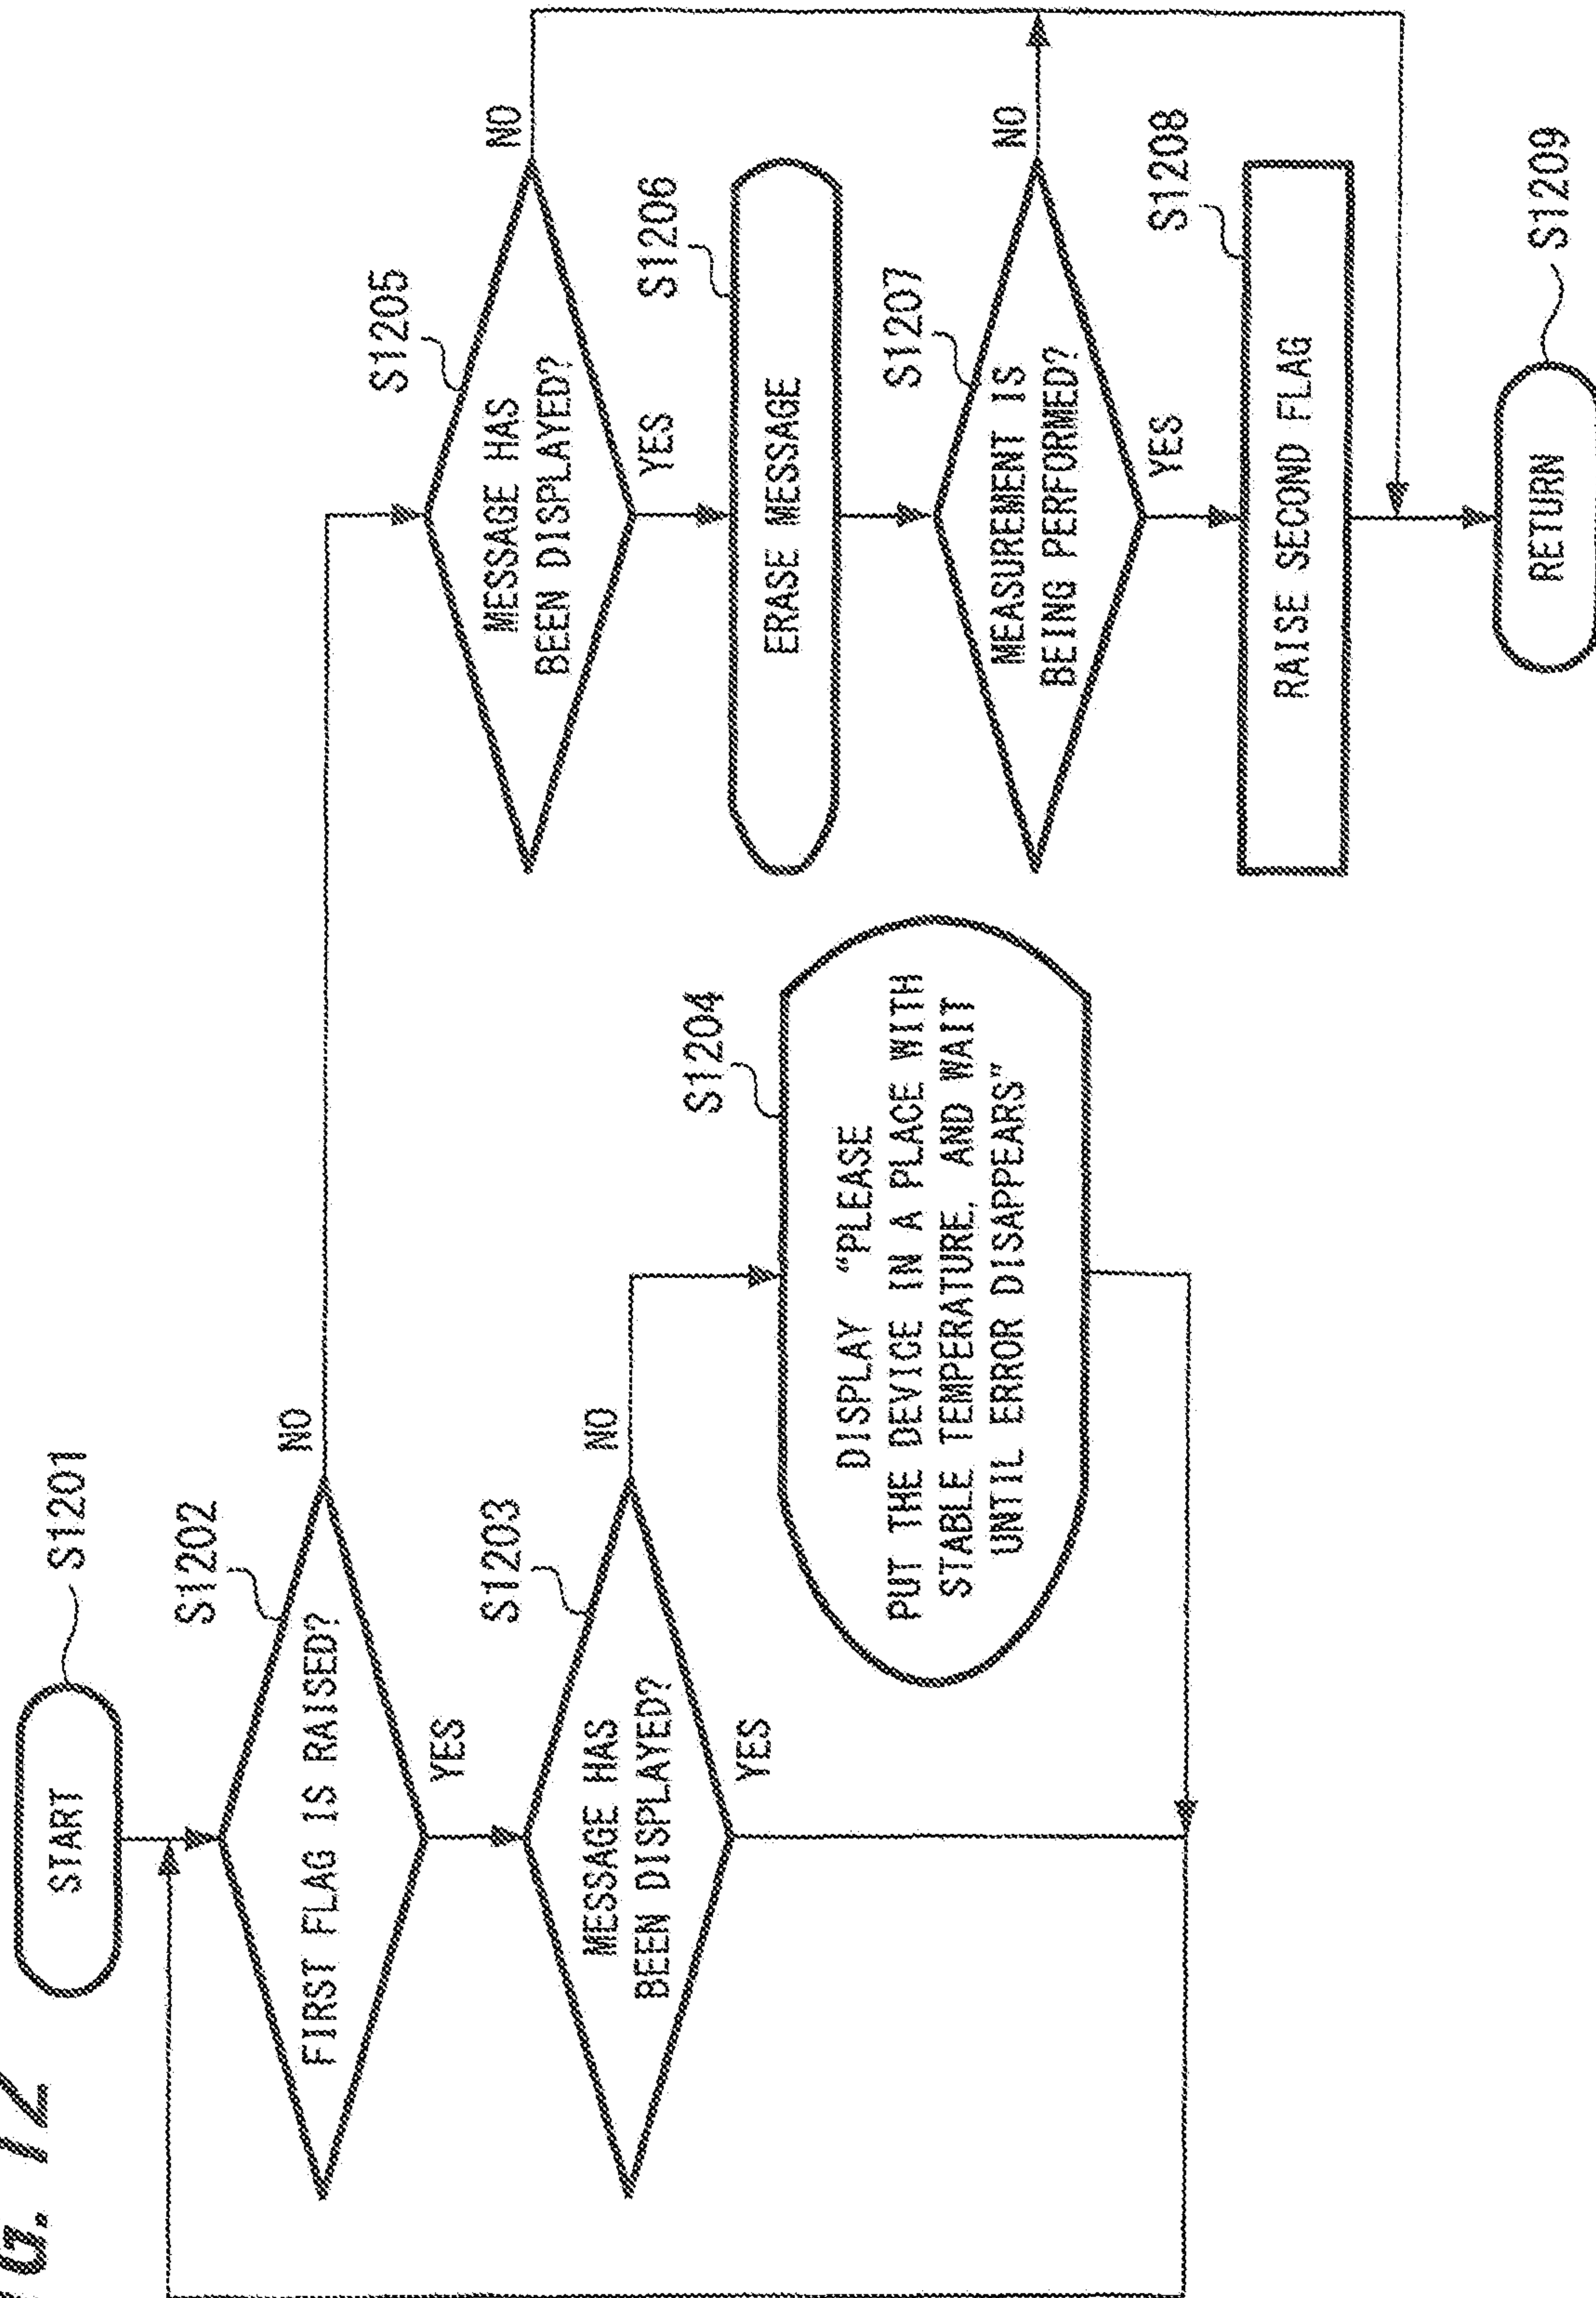 G. 12
START
S1201
FIRST FLAG IS RAISED?
S1202
NO
YES
MESSAGE HAS
BEEN DISPLAYED?
S1203
NO
YES
DISPLAY "PLEASE
PUT THE DEVICE IN A PLACE WITH
STABLE TEMPERATURE, AND WAIT
UNTIL ERROR DISAPPEARS"
S1204
MESSAGE HAS
BEEN DISPLAYED?
S1205
NO
YES
ERASE MESSAGE
S1206
MEASUREMENT IS
BEING PERFORMED?
S1207
NO
YES
RAISE SECOND FLAG
S1208
RETURN
S1209